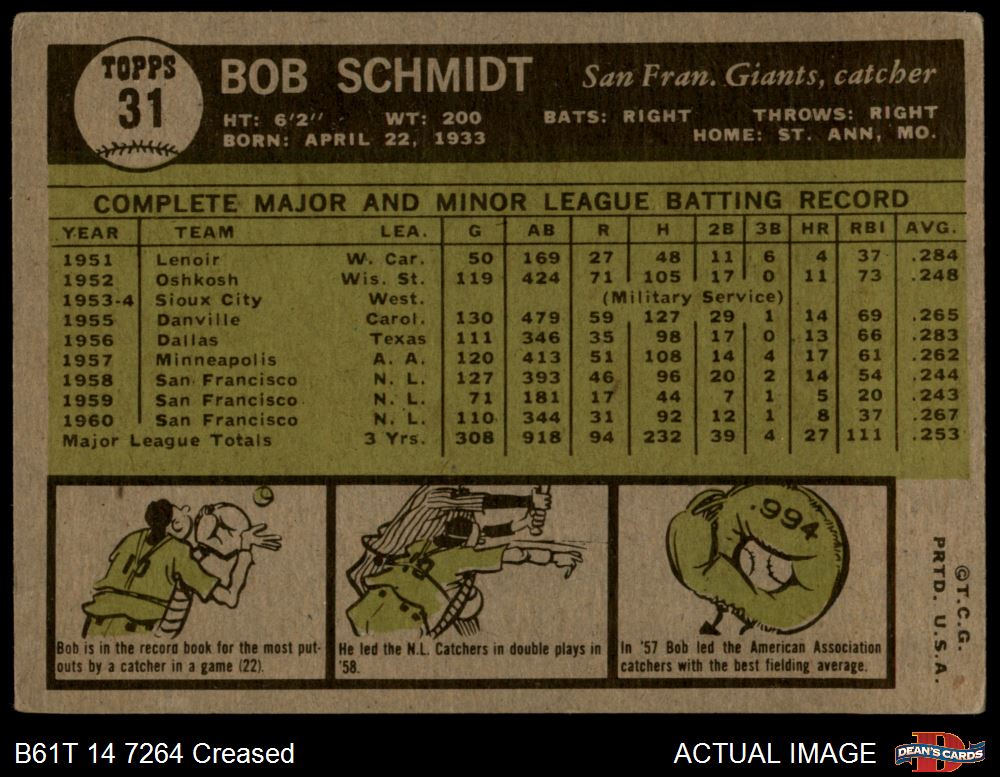 TOPPS
31
BOB SCHMIDT San Fran. Giants, catcher
HT: 6'2" WT: 200 BATS: RIGHT THROWS: RIGHT
BORN: APRIL 22, 1933 HOME: ST. ANN, MO.
COMPLETE MAJOR AND MINOR LEAGUE BATTING RECORD
YEAR TEAM LEA. G AB R H 2B 3B HR RBI AVG.
1951 Lenoir W. Car. 50 169 27 48 11 6 4 37 .284
1952 Oshkosh Wis. St. 119 424 71 105 17 0 11 73 .248
1953-4 Sioux City West. (Military Service)
1955 Danville Carol. 130 479 59 127 29 1 14 69 .265
1956 Dallas Texas 111 346 35 98 17 0 13 66 .283
1957 Minneapolis A. A. 120 413 51 108 14 4 17 61 .262
1958 San Francisco N. L. 127 393 46 96 20 2 14 54 .244
1959 San Francisco N. L. 71 181 17 44 7 1 5 20 .243
1960 San Francisco N. L. 110 344 31 92 12 1 8 37 .267
Major League Totals 3 Yrs. 308 918 94 232 39 4 27 111 .253
.994
Bob is in the record book for the most put-
outs by a catcher in a game (22).
He led the N.L. Catchers in double plays in
'58.
In '57 Bob led the American Association
catchers with the best fielding average.
©T.C.G.
PRTD. U.S.A.
B61T 14 7264 Creased
ACTUAL IMAGE
DEAN'S CARDS